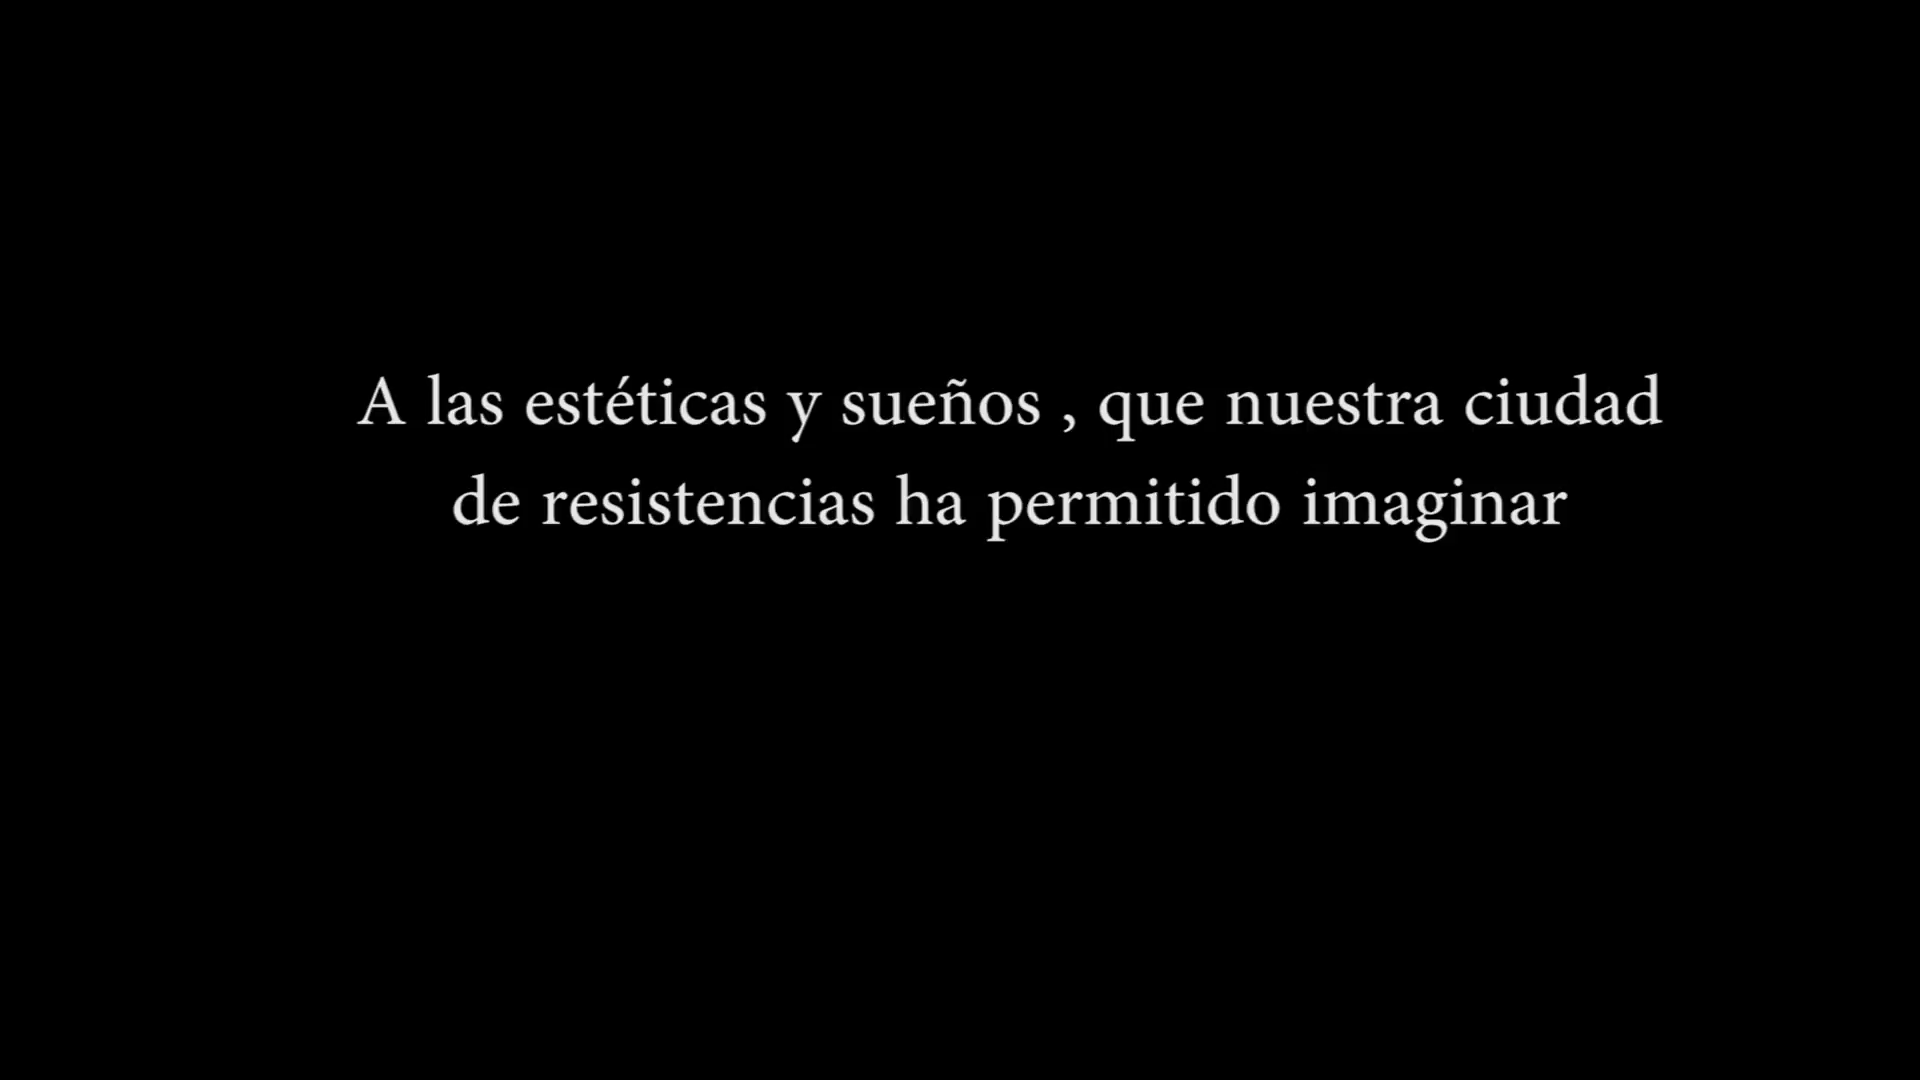 A las estéticas y sueños , que nuestra ciudad
de resistencias ha permitido imaginar